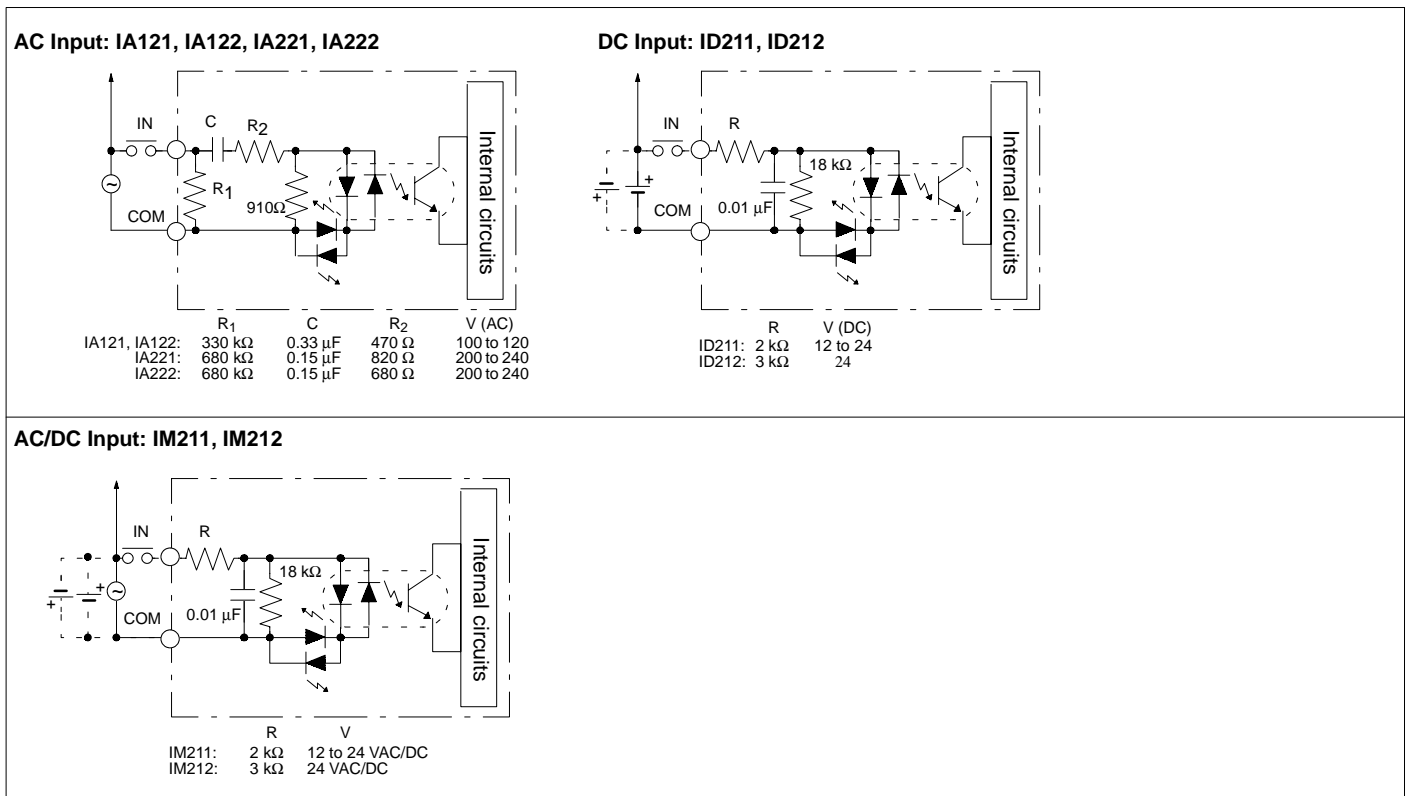 AC Input: IA121, IA122, IA221, IA222
IN
C
R2
R1
910Ω
COM
~
Internal circuits
R1 C R2 V (AC)
IA121, IA122: 330 kΩ 0.33 μF 470 Ω 100 to 120
IA221: 680 kΩ 0.15 μF 820 Ω 200 to 240
IA222: 680 kΩ 0.15 μF 680 Ω 200 to 240
DC Input: ID211, ID212
IN
R
18 kΩ
+
+
COM
0.01 μF
Internal circuits
R V (DC)
ID211: 2 kΩ 12 to 24
ID212: 3 kΩ 24
AC/DC Input: IM211, IM212
IN
R
18 kΩ
+
+
~
COM
0.01 μF
Internal circuits
R V
IM211: 2 kΩ 12 to 24 VAC/DC
IM212: 3 kΩ 24 VAC/DC